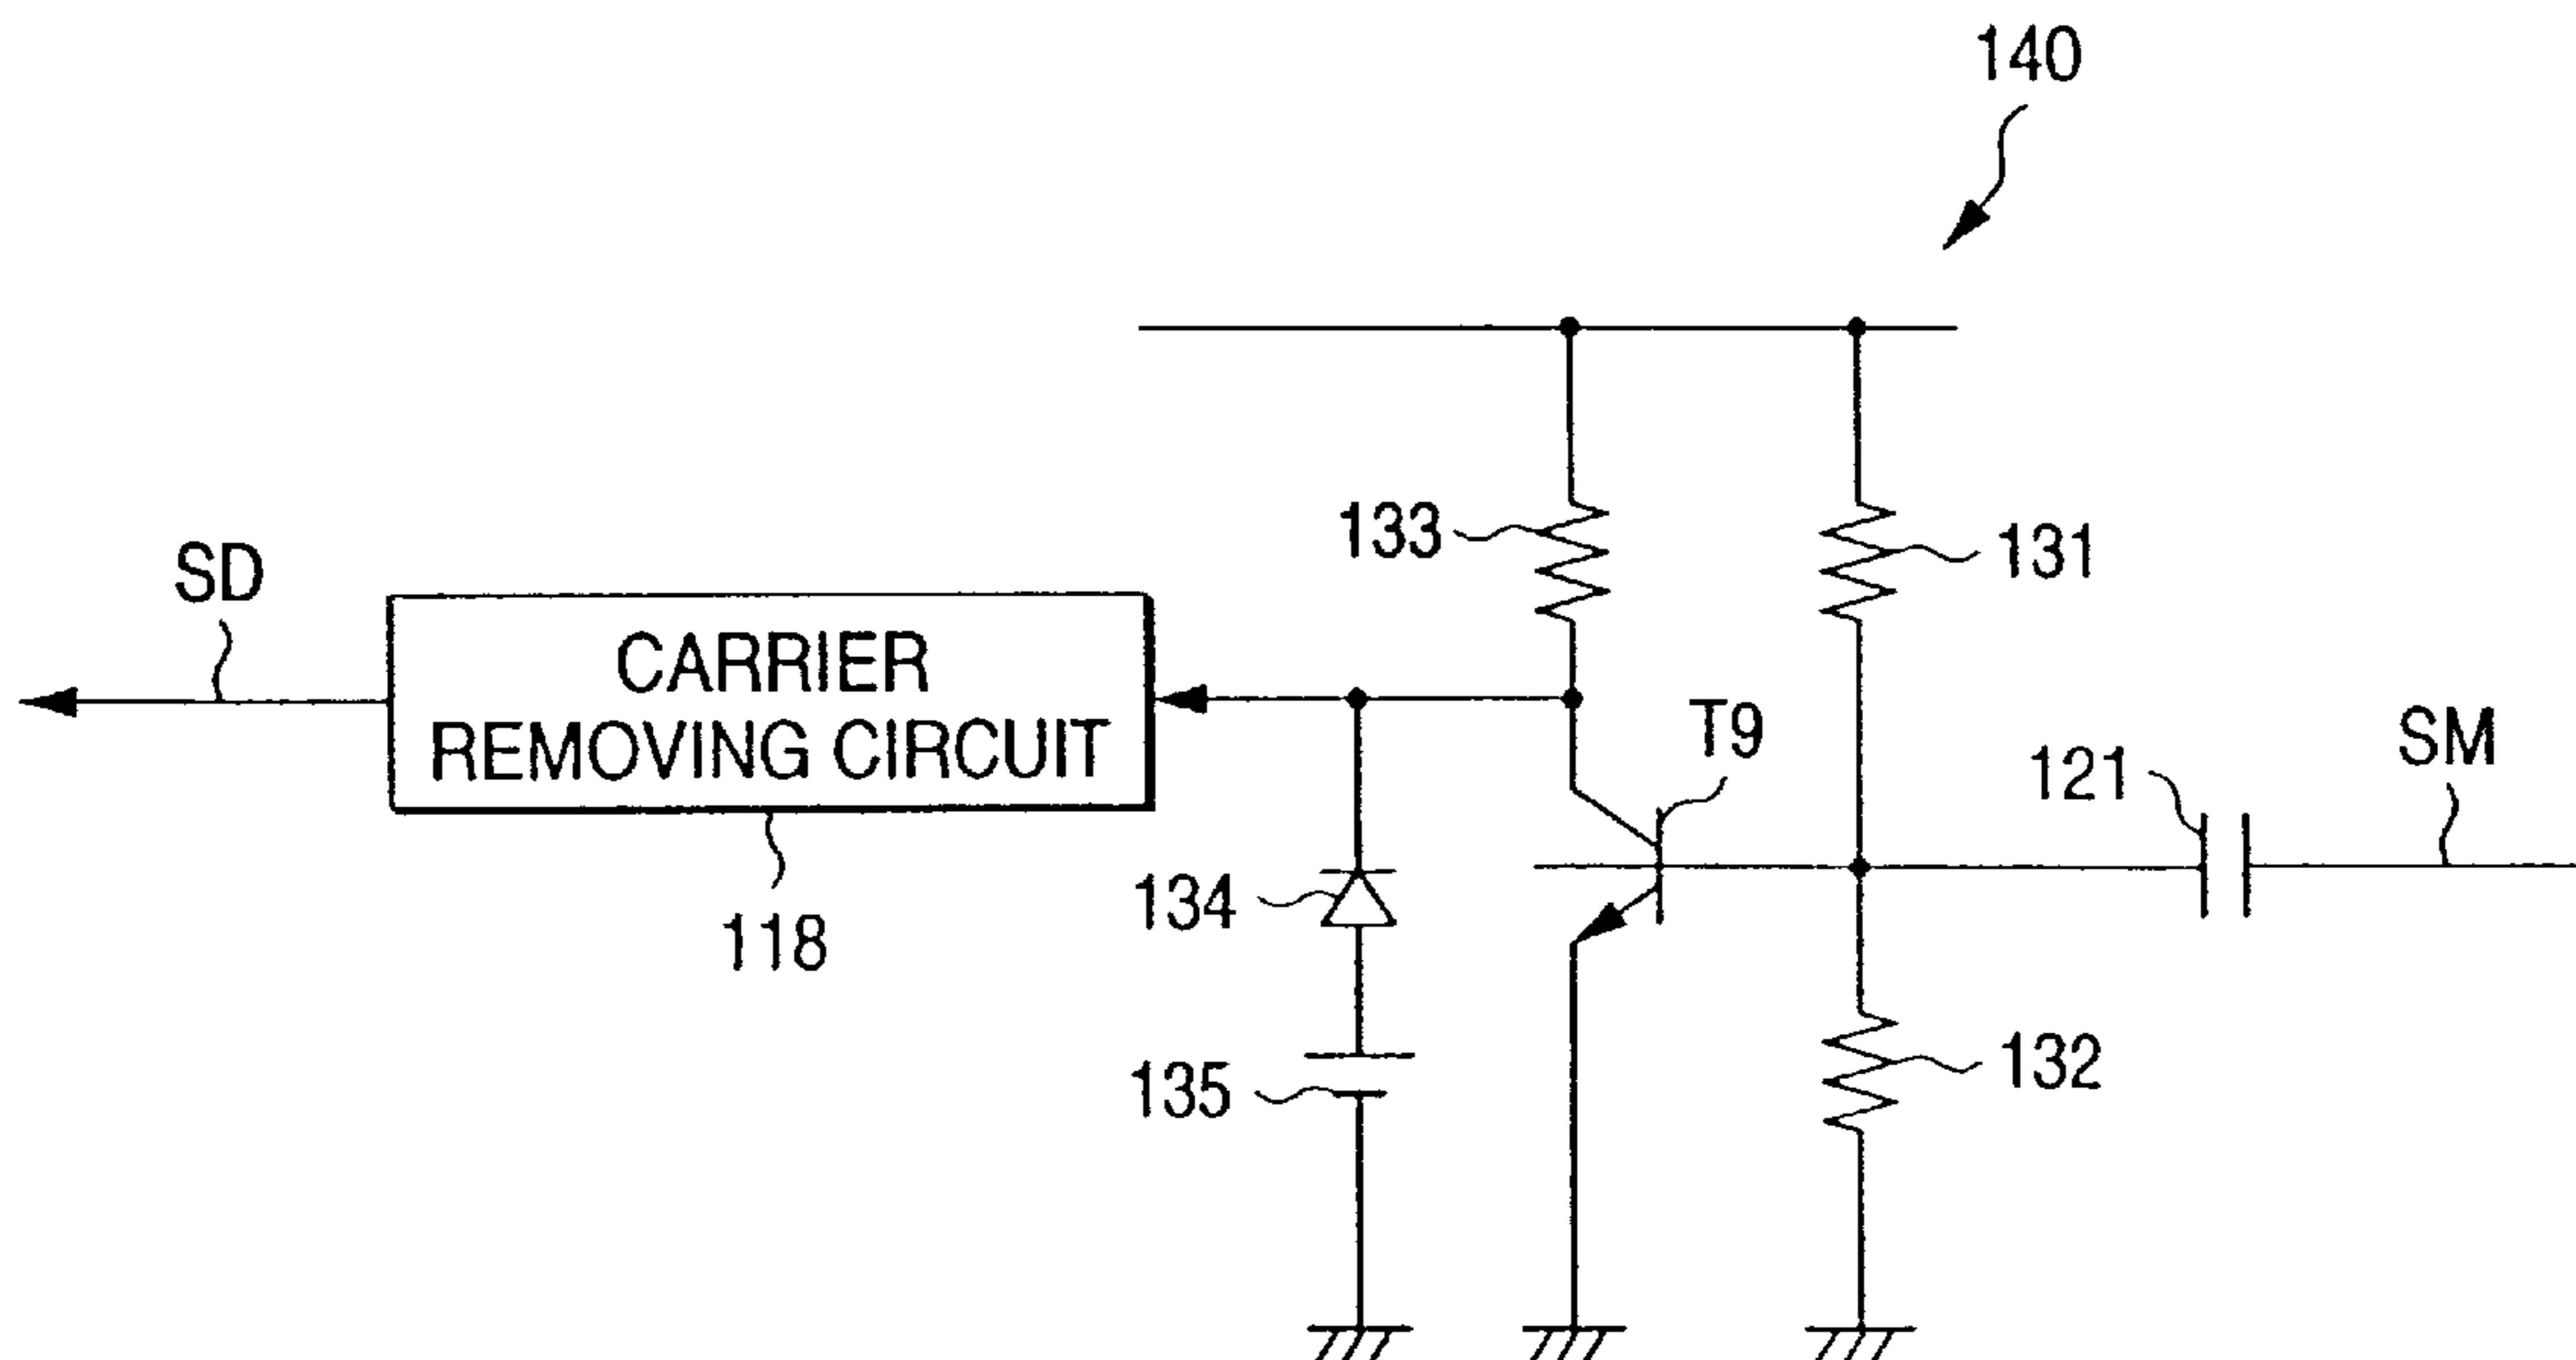 140
133
131
SD
CARRIER
REMOVING CIRCUIT
T9
SM
121
134
118
135
132